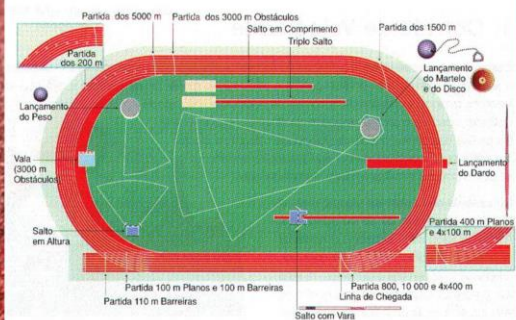 Partida dos 5000 m
Partida dos 3000 m Obstáculos
Salto em Comprimento
Triplo Salto
Partida dos 1500 m
Partida
dos 200 m
Lançamento
do Martelo
e do Disco
Lançamento
do Peso
Vala
(3000 m
Obstáculos)
Lançamento
do Dardo
Salto
em Altura
Partida 400 m Planos
e 4x100 m
Partida 100 m Planos e 100 m Barreiras
Partida 110 m Barreiras
Partida 800, 10 000 e 4x400 m
Linha de Chegada
Salto com Vara